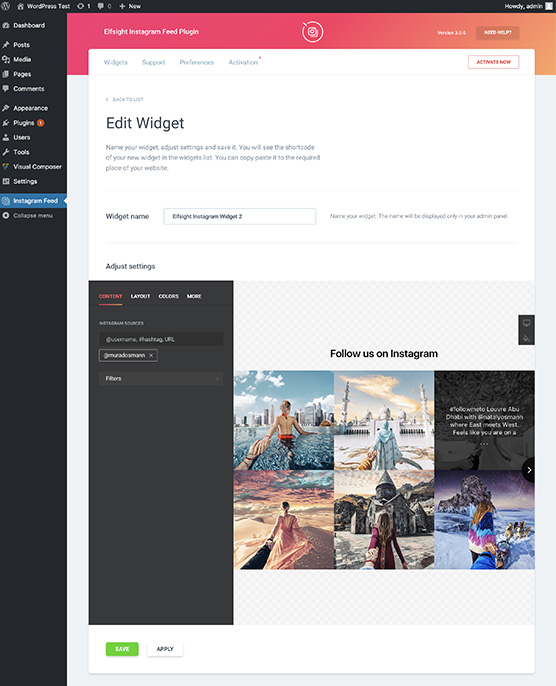 WordPress Test
1
0
New
Howdy, admin
Dashboard
Posts
Media
Pages
Comments
Appearance
Plugins 1
Users
Tools
Visual Composer
Settings
Instagram Feed
Collapse menu
Elfsight Instagram Feed Plugin
Version 3.5.0
NEED HELP?
Widgets
Support
Preferences
Activation
ACTIVATE NOW
BACK TO LIST
Edit Widget
Name your widget, adjust settings and save it. You will see the shortcode
of your new widget in the widgets list. You can copy paste it to the required
place of your website.
Widget name
Elfsight Instagram Widget 2
Name your widget. The name will be displayed only in your admin panel.
Adjust settings
CONTENT
LAYOUT
COLORS
MORE
INSTAGRAM SOURCES
@username, #hashtag, URL
@muradosmann
Filters
Follow us on Instagram
#followmeto Louvre Abu
Dhabi with @natalyosmann
where East meets West.
Feels like you are on a
...
SAVE
APPLY